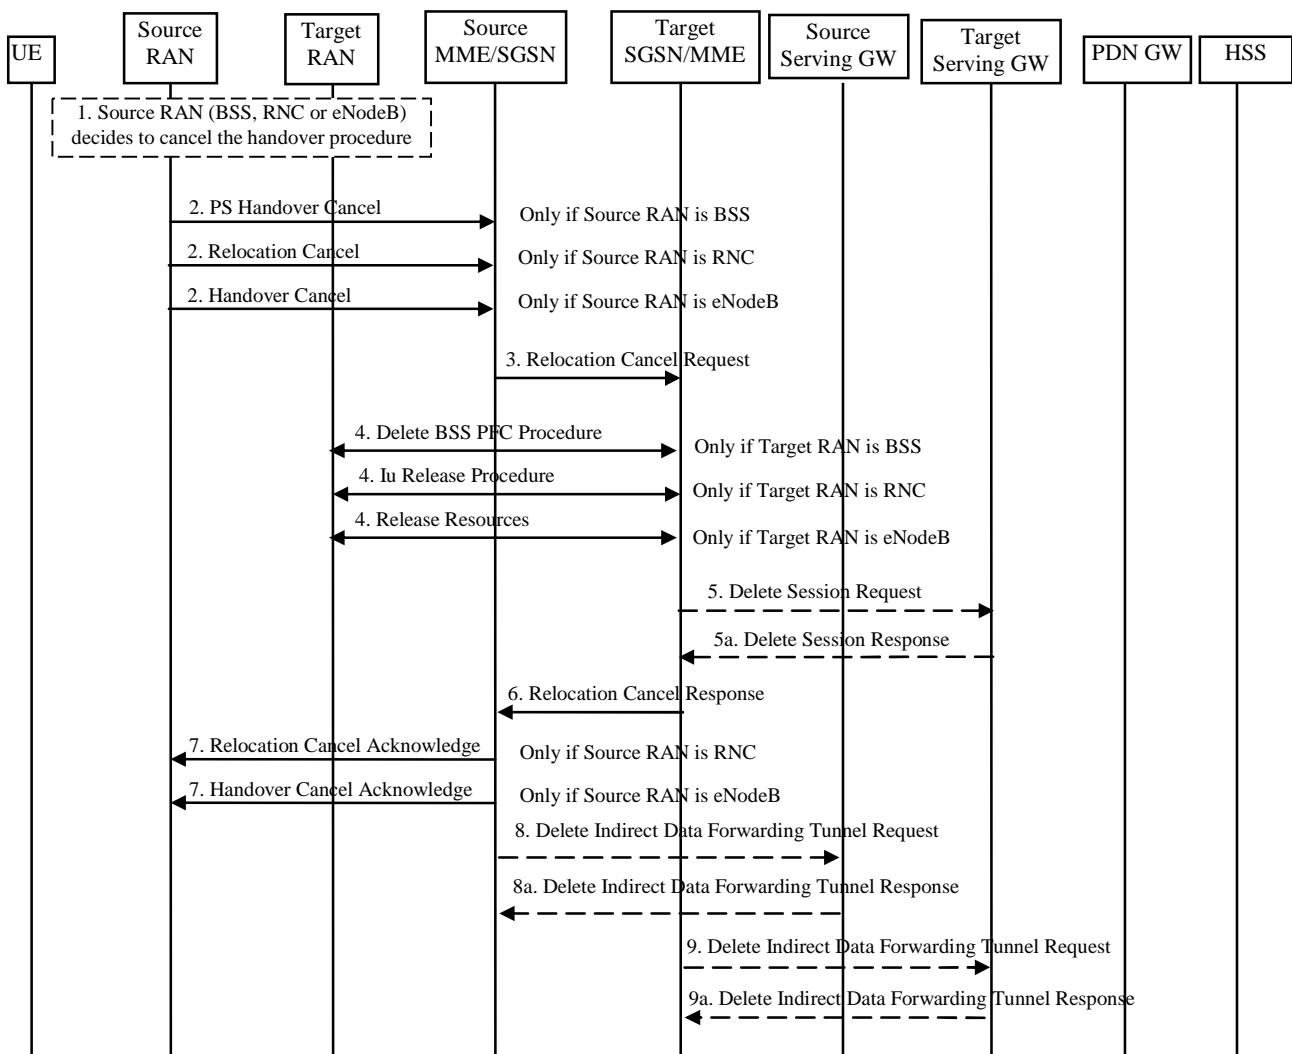 UE
Source
RAN
Target
RAN
Source
MME/SGSN
Target
SGSN/MME
Source
Serving GW
Target
Serving GW
PDN GW
HSS
1. Source RAN (BSS, RNC or eNodeB)
decides to cancel the handover procedure
2. PS Handover Cancel
Only if Source RAN is BSS
2. Relocation Cancel
Only if Source RAN is RNC
2. Handover Cancel
Only if Source RAN is eNodeB
3. Relocation Cancel Request
4. Delete BSS PFC Procedure
Only if Target RAN is BSS
4. Iu Release Procedure
Only if Target RAN is RNC
4. Release Resources
Only if Target RAN is eNodeB
5. Delete Session Request
5a. Delete Session Response
6. Relocation Cancel Response
7. Relocation Cancel Acknowledge
Only if Source RAN is RNC
7. Handover Cancel Acknowledge
Only if Source RAN is eNodeB
8. Delete Indirect Data Forwarding Tunnel Request
8a. Delete Indirect Data Forwarding Tunnel Response
9. Delete Indirect Data Forwarding Tunnel Request
9a. Delete Indirect Data Forwarding Tunnel Response